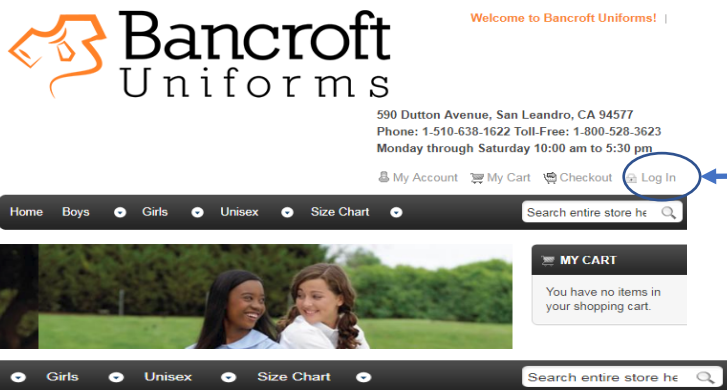 Bancroft
Uniforms
Welcome to Bancroft Uniforms! |
590 Dutton Avenue, San Leandro, CA 94577
Phone: 1-510-638-1622 Toll-Free: 1-800-528-3623
Monday through Saturday 10:00 am to 5:30 pm
My Account My Cart Checkout Log In
Home Boys Girls Unisex Size Chart Search entire store he
MY CART
You have no items in
your shopping cart.
Girls Unisex Size Chart Search entire store he